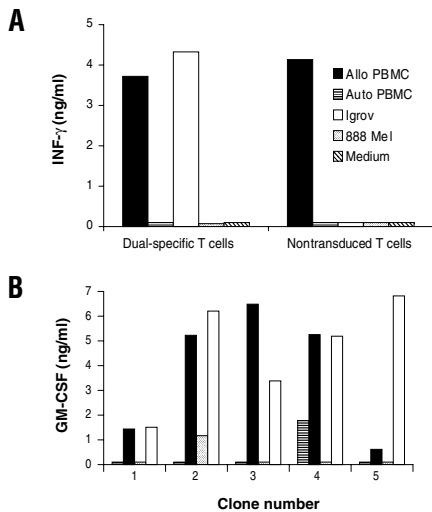 A
INF-γ (ng/ml)
5
4
3
2
1
0
Dual-specific T cells
Nontransduced T cells
Allo PBMC
Auto PBMC
Igrov
888 Mel
Medium
B
GM-CSF (ng/ml)
7
6
5
4
3
2
1
0
1 2 3 4 5
Clone number